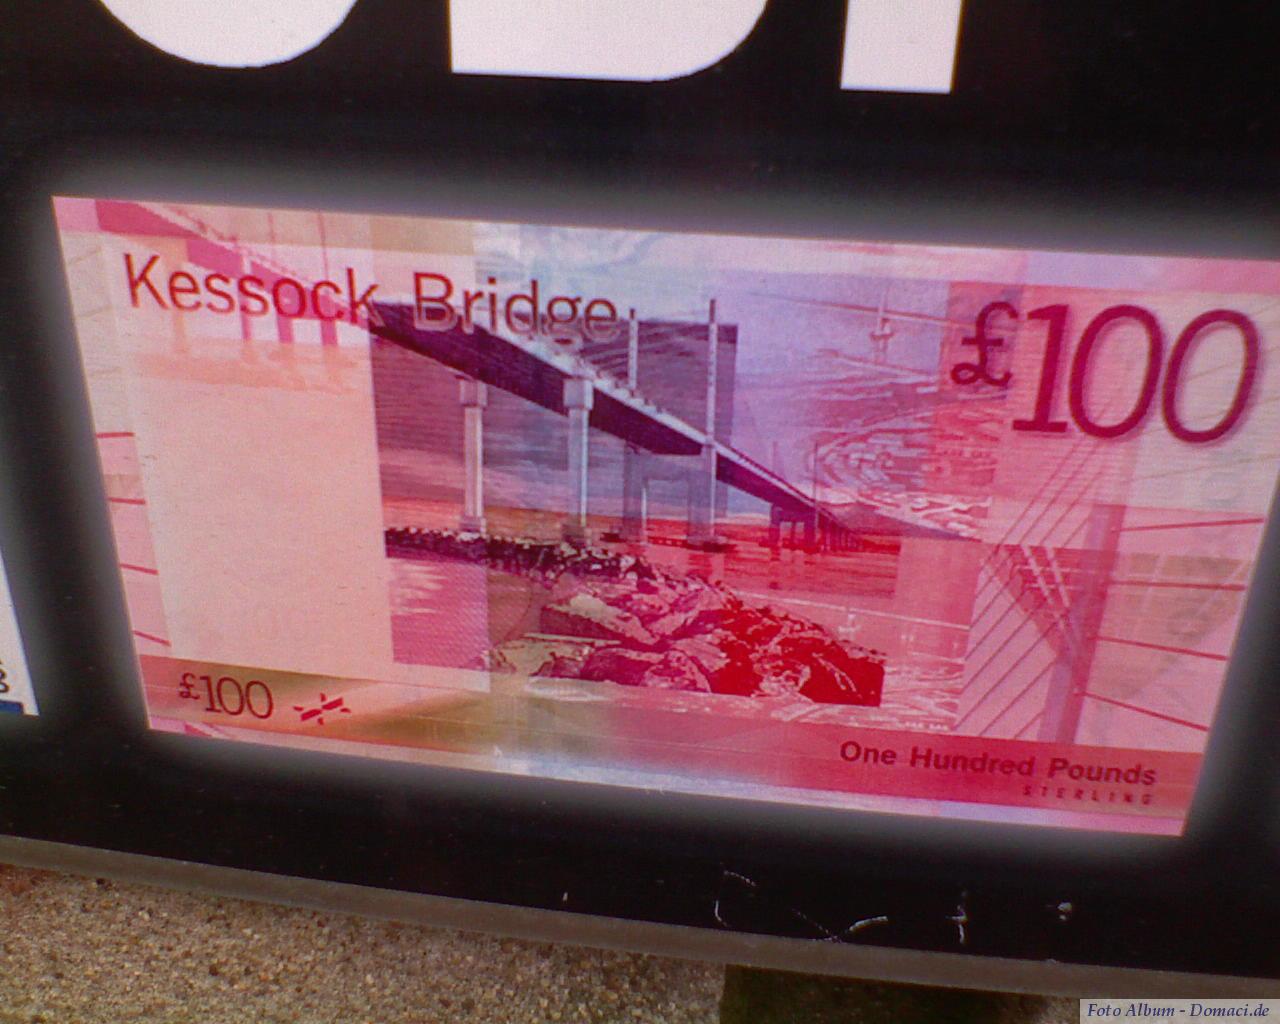 Kessock Bridge
£100
£100
One Hundred Pounds
STERLING
Foto Album - Domaci.de